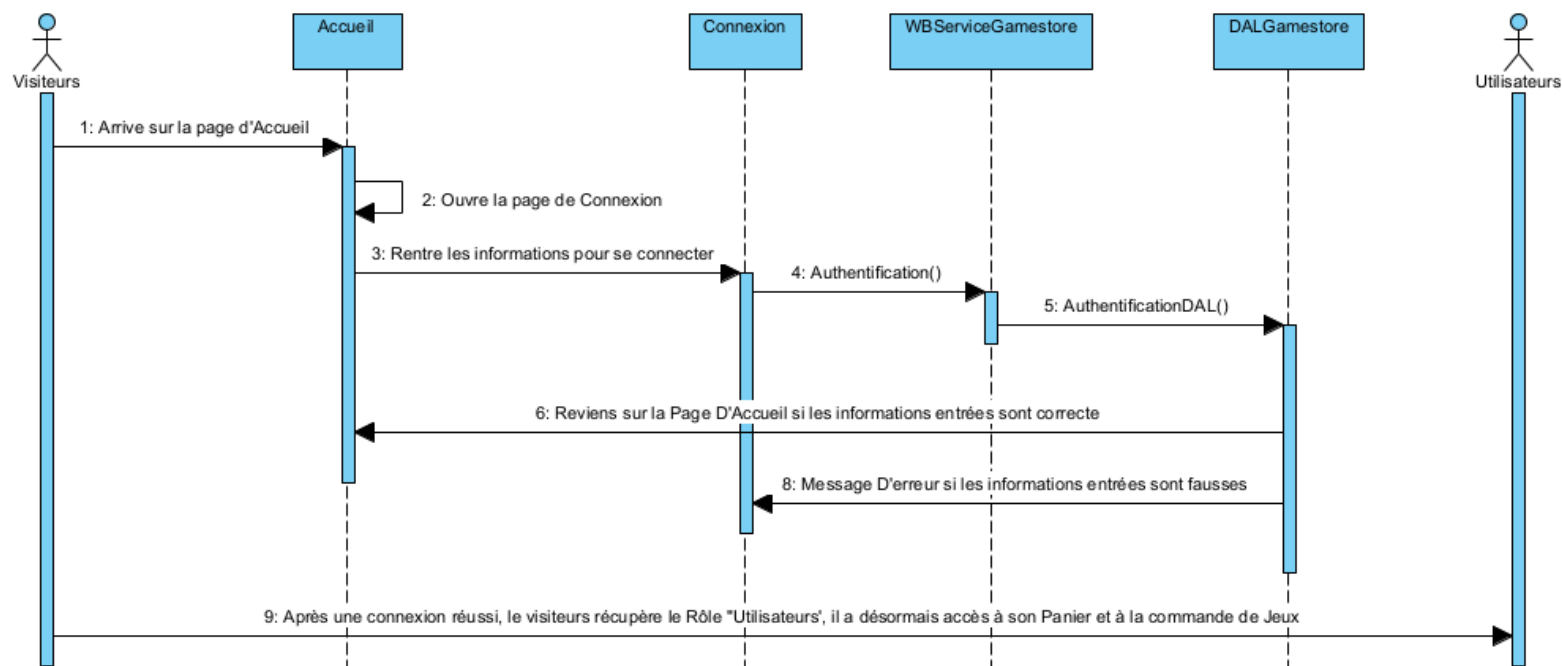 Accueil
Connexion
WBServiceGamestore
DALGamestore
Visiteurs
Utilisateurs
1: Arrive sur la page d'Accueil
2: Ouvre la page de Connexion
3: Rentre les informations pour se connecter
4: Authentification()
5: AuthentificationDAL()
6: Reviens sur la Page D'Accueil si les informations entrées sont correcte
8: Message D'erreur si les informations entrées sont fausses
9: Après une connexion réussi, le visiteurs récupère le Rôle "Utilisateurs', il a désormais accès à son Panier et à la commande de Jeux